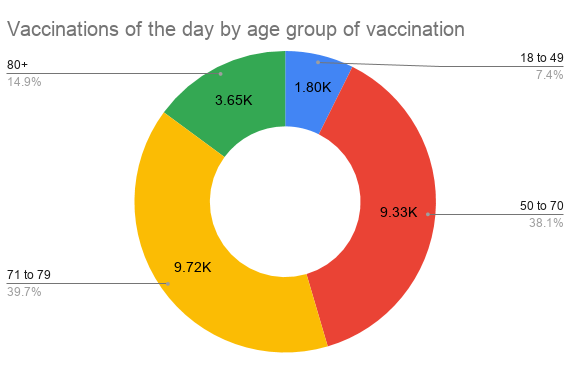 Vaccinations of the day by age group of vaccination
80+
14.9%
18 to 49
7.4%
1.80K
3.65K
50 to 70
38.1%
9.33K
9.72K
71 to 79
39.7%